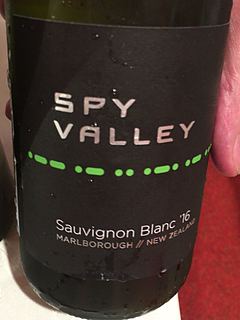 SPY
VALLEY
Sauvignon Blanc '16
MARLBOROUGH // NEW ZEALAND